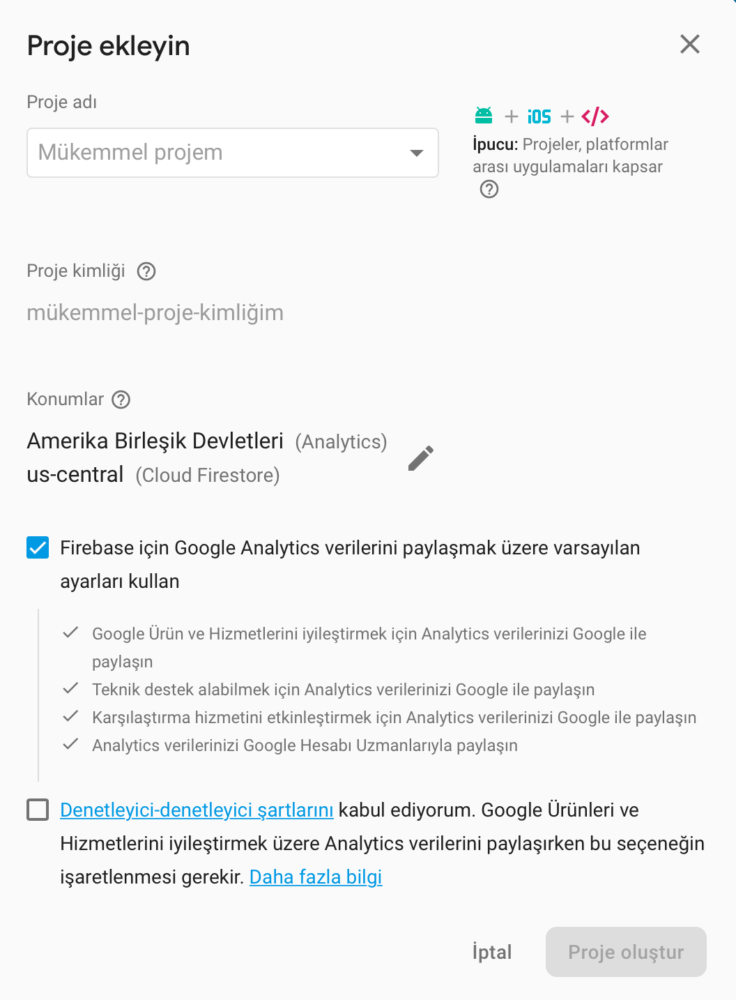 Proje ekleyin
Proje adı
Mükemmel projem
+ iOS + </>
İpucu: Projeler, platformlar
arası uygulamaları kapsar
Proje kimliği
mükemmel-proje-kimliğim
Konumlar
Amerika Birleşik Devletleri (Analytics)
us-central (Cloud Firestore)
Firebase için Google Analytics verilerini paylaşmak üzere varsayılan
ayarları kullan
Google Ürün ve Hizmetlerini iyileştirmek için Analytics verilerinizi Google ile
paylaşın
Teknik destek alabilmek için Analytics verilerinizi Google ile paylaşın
Karşılaştırma hizmetini etkinleştirmek için Analytics verilerinizi Google ile paylaşın
Analytics verilerinizi Google Hesabı Uzmanlarıyla paylaşın
Denetleyici-denetleyici şartlarını kabul ediyorum. Google Ürünleri ve
Hizmetlerini iyileştirmek üzere Analytics verilerini paylaşırken bu seçeneğin
işaretlenmesi gerekir. Daha fazla bilgi
İptal
Proje oluştur